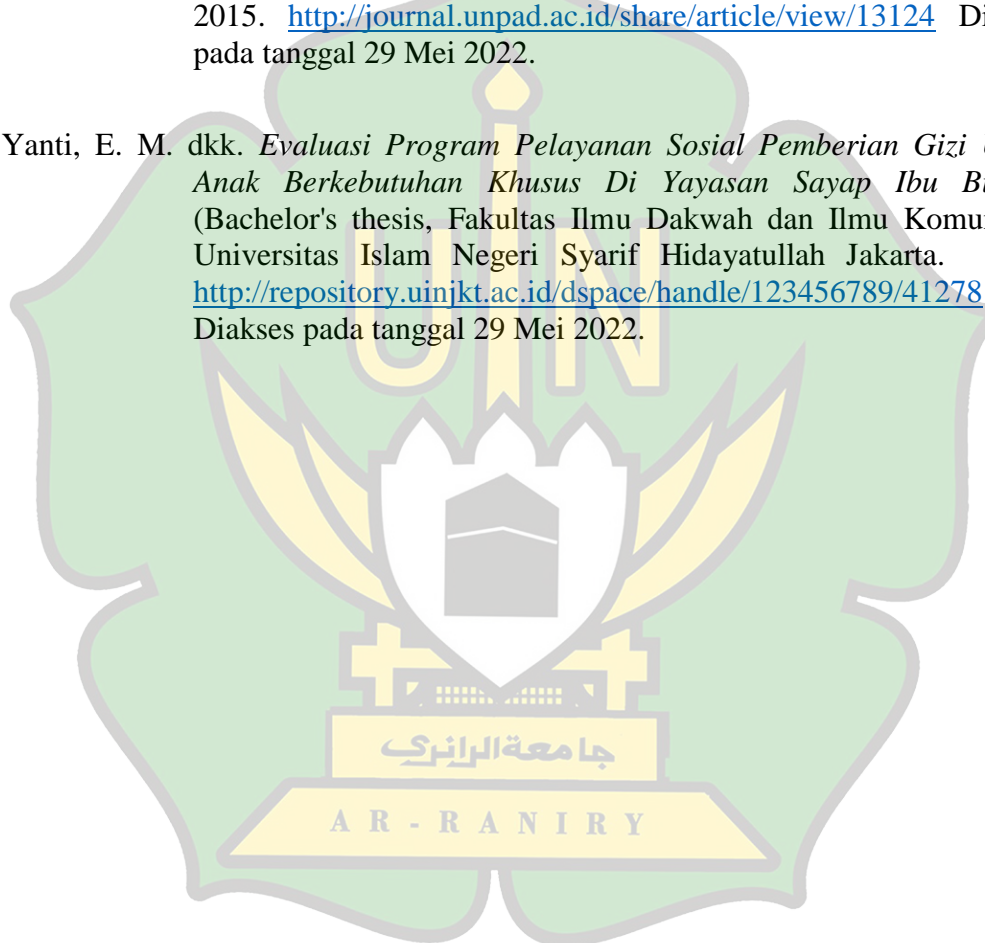 2015. http://journal.unpad.ac.id/share/article/view/13124 Di
pada tanggal 29 Mei 2022.
Yanti, E. M. dkk. Evaluasi Program Pelayanan Sosial Pemberian Gizi
Anak Berkebutuhan Khusus Di Yayasan Sayap Ibu Bi
(Bachelor's thesis, Fakultas Ilmu Dakwah dan Ilmu Komu
Universitas Islam Negeri Syarif Hidayatullah Jakarta.
http://repository.uinjkt.ac.id/dspace/handle/123456789/41278
Diakses pada tanggal 29 Mei 2022.
UIN
جامعةالرانري
AR-RANIRY